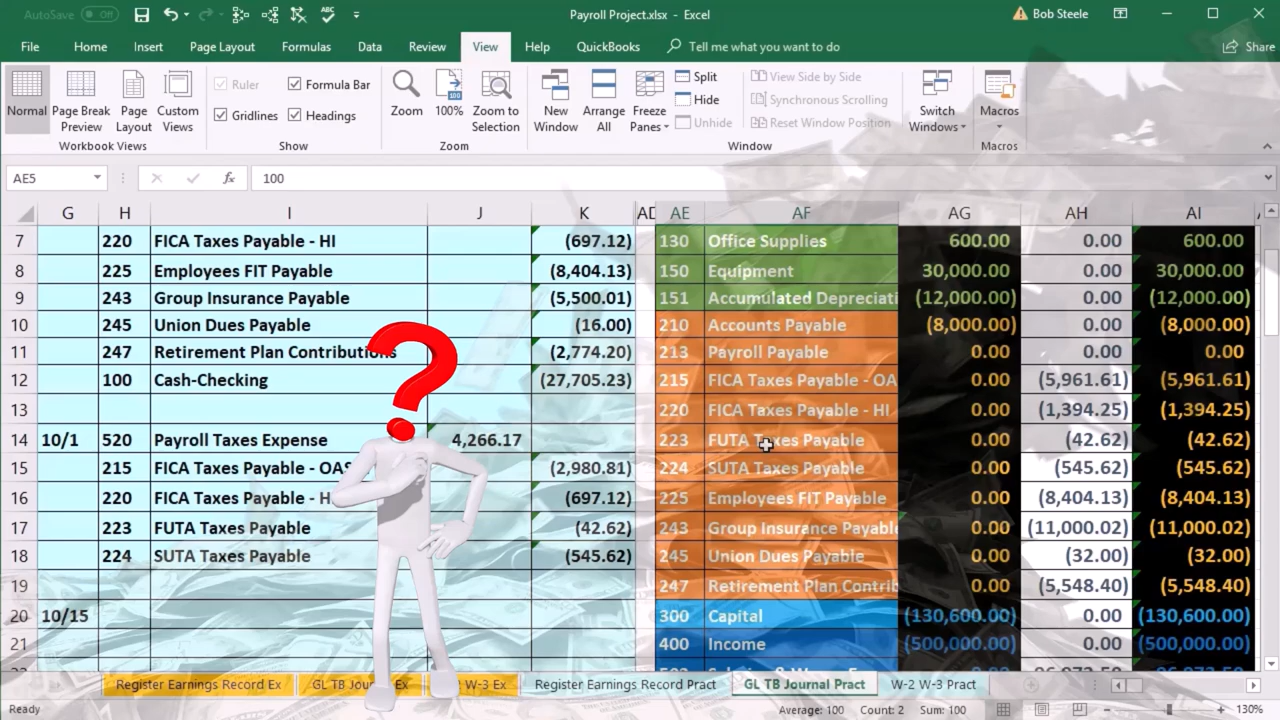 AutoSave Off Payroll Project.xlsx - Excel Bob Steele
File Home Insert Page Layout Formulas Data Review View Help QuickBooks Tell me what you want to do Share
Normal Page Break Preview Page Layout Custom Views
Workbook Views
Ruler Formula Bar
Gridlines Headings
Show
Zoom 100% Zoom to Selection
Zoom
New Window Arrange All Freeze Panes
Split
Hide
Unhide
View Side by Side
Synchronous Scrolling
Reset Window Position
Window
Switch Windows
Macros
Macros
AE5 fx 100
G H I J K AD AE AF AG AH AI
7 220 FICA Taxes Payable - HI (697.12) 130 Office Supplies 600.00 0.00 600.00
8 225 Employees FIT Payable (8,404.13) 150 Equipment 30,000.00 0.00 30,000.00
9 243 Group Insurance Payable (5,500.01) 151 Accumulated Depreciati (12,000.00) 0.00 (12,000.00)
10 245 Union Dues Payable (16.00) 210 Accounts Payable (8,000.00) 0.00 (8,000.00)
11 247 Retirement Plan Contributions (2,774.20) 213 Payroll Payable 0.00 0.00 0.00
12 100 Cash-Checking (27,705.23) 215 FICA Taxes Payable - OA 0.00 (5,961.61) (5,961.61)
13 220 FICA Taxes Payable - HI 0.00 (1,394.25) (1,394.25)
14 10/1 520 Payroll Taxes Expense 4,266.17 223 FUTA Taxes Payable 0.00 (42.62) (42.62)
15 215 FICA Taxes Payable - OAS (2,980.81) 224 SUTA Taxes Payable 0.00 (545.62) (545.62)
16 220 FICA Taxes Payable - H (697.12) 225 Employees FIT Payable 0.00 (8,404.13) (8,404.13)
17 223 FUTA Taxes Payable (42.62) 243 Group Insurance Payabl 0.00 (11,000.02) (11,000.02)
18 224 SUTA Taxes Payable (545.62) 245 Union Dues Payable 0.00 (32.00) (32.00)
19 247 Retirement Plan Contrib 0.00 (5,548.40) (5,548.40)
20 10/15 300 Capital (130,600.00) 0.00 (130,600.00)
21 400 Income (500,000.00) 0.00 (500,000.00)
Register Earnings Record Ex GL TB Ex W-3 Ex Register Earnings Record Pract GL TB Journal Pract W-2 W-3 Pract
Ready Average: 100 Count: 2 Sum: 100 130%